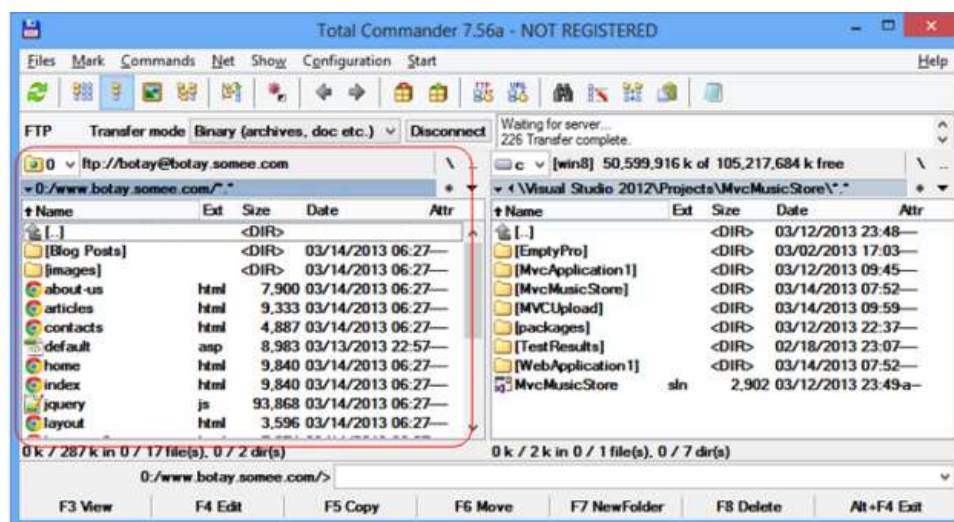 Total Commander 7.56a - NOT REGISTERED
Files Mark Commands Net Show Configuration Start Help
FTP Transfer mode Binary (archives, doc etc.) Disconnect
Waiting for server...
226 Transfer complete.
0 ftp://botay@botay.somee.com \ ..
0:/www.botay.somee.com/*.* * ▼
Name Ext Size Date Attr
[..] <DIR>
[Blog Posts] <DIR> 03/14/2013 06:27----
[images] <DIR> 03/14/2013 06:27----
about-us html 7,900 03/14/2013 06:27----
articles html 9,333 03/14/2013 06:27----
contacts html 4,887 03/14/2013 06:27----
default asp 8,983 03/13/2013 22:57----
home html 9,840 03/14/2013 06:27----
index html 9,840 03/14/2013 06:27----
jquery js 93,868 03/14/2013 06:27----
layout html 3,596 03/14/2013 06:27----
0 k / 287 k in 0 / 17 file(s), 0 / 2 dir(s)
c [win8] 50,599,916 k of 105,217,684 k free \ ..
\Visual Studio 2012\Projects\MvcMusicStore\*.* * ▼
Name Ext Size Date Attr
[..] <DIR> 03/12/2013 23:48----
[EmptyPro] <DIR> 03/02/2013 17:03----
[MvcApplication1] <DIR> 03/12/2013 09:45----
[MvcMusicStore] <DIR> 03/14/2013 07:52----
[MVCUpload] <DIR> 03/14/2013 09:59----
[packages] <DIR> 03/12/2013 22:37----
[TestResults] <DIR> 02/18/2013 23:07----
[WebApplication1] <DIR> 03/14/2013 07:52----
MvcMusicStore sln 2,902 03/12/2013 23:49-a--
0 k / 2 k in 0 / 1 file(s), 0 / 7 dir(s)
0:/www.botay.somee.com/>
F3 View F4 Edit F5 Copy F6 Move F7 NewFolder F8 Delete Alt+F4 Exit